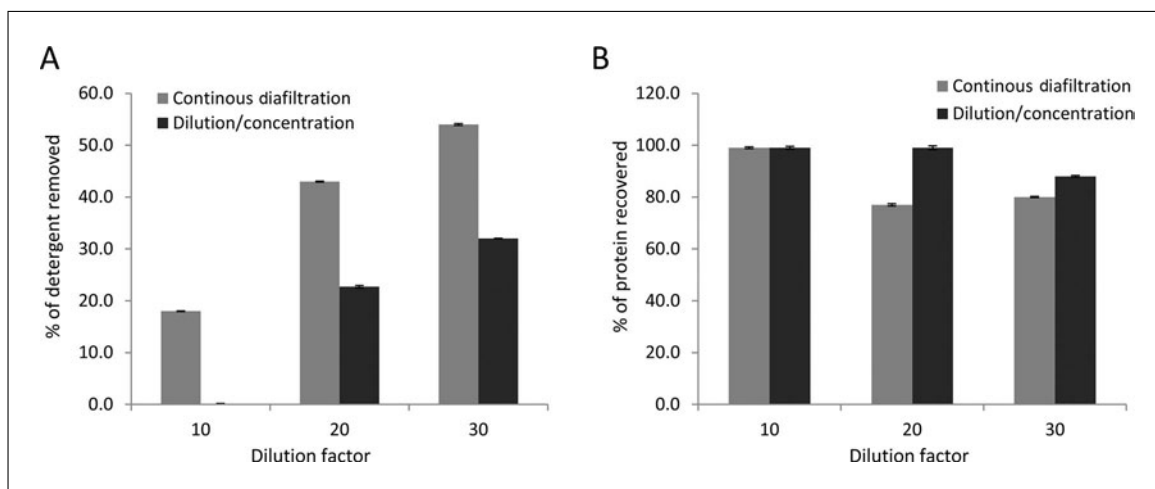 A
% of detergent removed
60.0
50.0
40.0
30.0
20.0
10.0
0.0
Continous diafiltration
Dilution/concentration
10 20 30
Dilution factor
B
% of protein recovered
120.0
100.0
80.0
60.0
40.0
20.0
0.0
Continous diafiltration
Dilution/concentration
10 20 30
Dilution factor